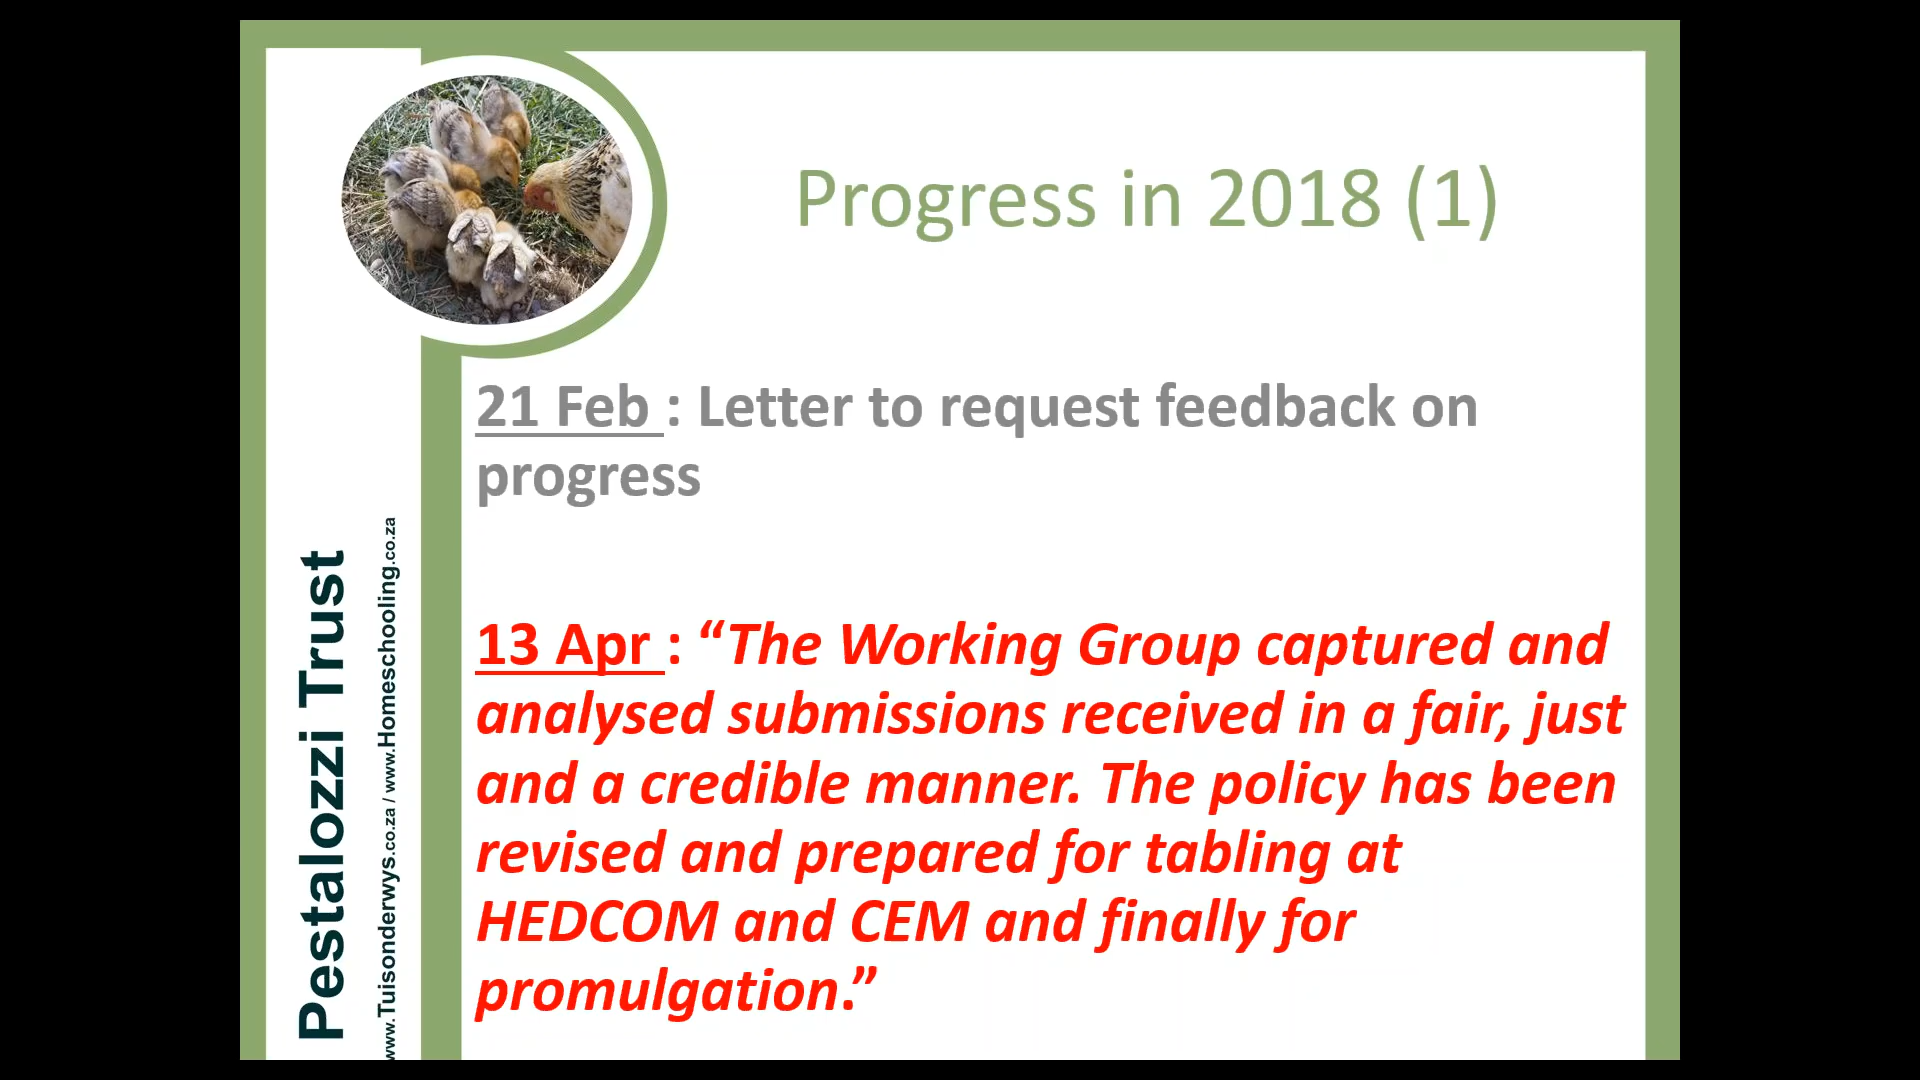 Progress in 2018 (1)
21 Feb : Letter to request feedback on
progress
13 Apr : “The Working Group captured and
analysed submissions received in a fair, just
and a credible manner. The policy has been
revised and prepared for tabling at
HEDCOM and CEM and finally for
promulgation.”
Pestalozzi Trust
www.Tuisonderwys.co.za / www.Homeschooling.co.za